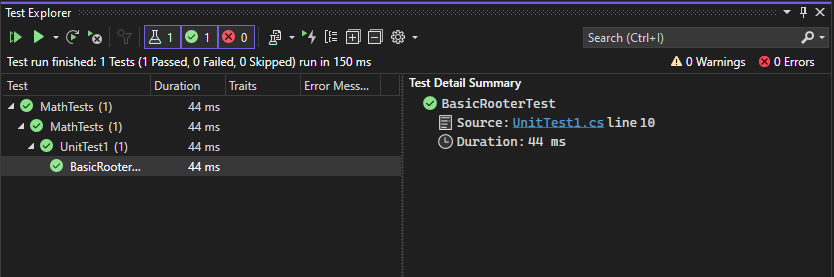 Test Explorer
1 1 0
Search (Ctrl+I)
Test run finished: 1 Tests (1 Passed, 0 Failed, 0 Skipped) run in 150 ms
0 Warnings 0 Errors
Test Duration Traits Error Mess...
MathTests (1) 44 ms
MathTests (1) 44 ms
UnitTest1 (1) 44 ms
BasicRooter... 44 ms
Test Detail Summary
BasicRooterTest
Source: UnitTest1.cs line 10
Duration: 44 ms